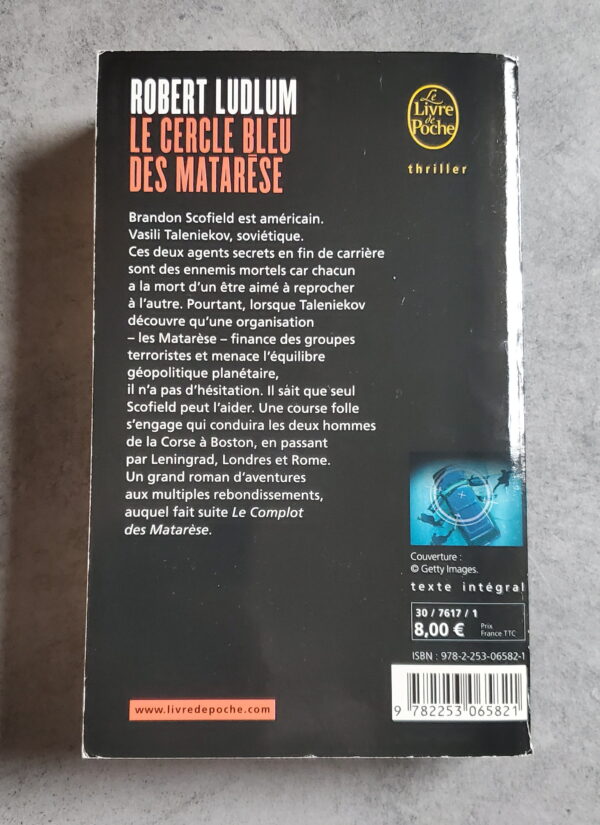 ROBERT LUDLUM
LE CERCLE BLEU
DES MATARÈSE
Le
Livre
de
Poche
thriller
Brandon Scofield est américain.
Vasili Taleniekov, soviétique.
Ces deux agents secrets en fin de carrière
sont des ennemis mortels car chacun
a la mort d'un être aimé à reprocher
à l'autre. Pourtant, lorsque Taleniekov
découvre qu'une organisation
– les Matarèse – finance des groupes
terroristes et menace l'équilibre
géopolitique planétaire,
il n'a pas d'hésitation. Il sait que seul
Scofield peut l'aider. Une course folle
s'engage qui conduira les deux hommes
de la Corse à Boston, en passant
par Leningrad, Londres et Rome.
Un grand roman d'aventures
aux multiples rebondissements,
auquel fait suite Le Complot
des Matarèse.
Couverture :
© Getty Images.
texte intégral
30 / 7617 / 1
8,00 € Prix
France TTC
ISBN : 978-2-253-06582-1
9 782253 065821
www.livredepoche.com